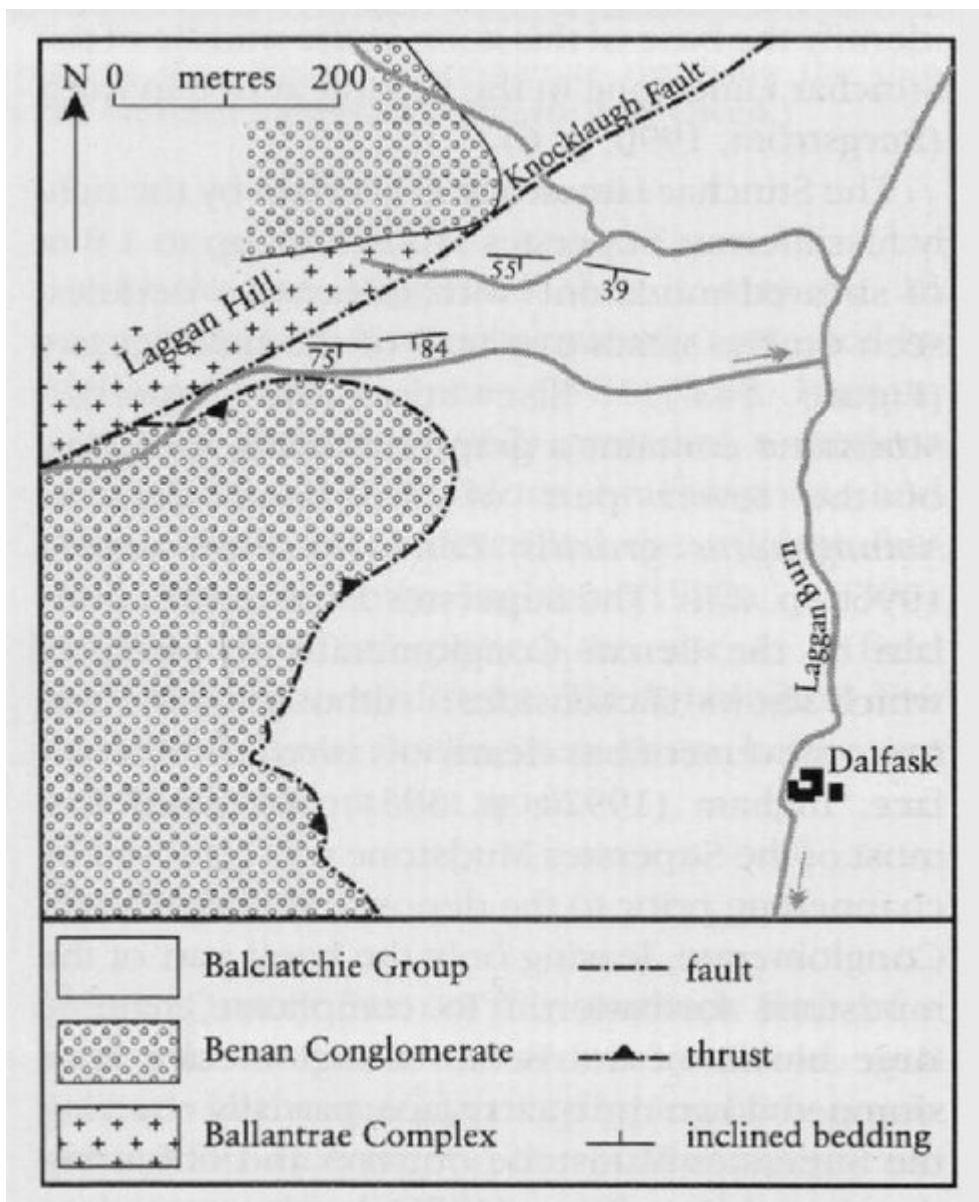 N 0 metres 200
Knocklaugh Fault
Laggan Hill
55
39
75
84
Laggan Burn
Dalfask
Balclatchie Group
fault
Benan Conglomerate
thrust
Ballantrae Complex
inclined bedding